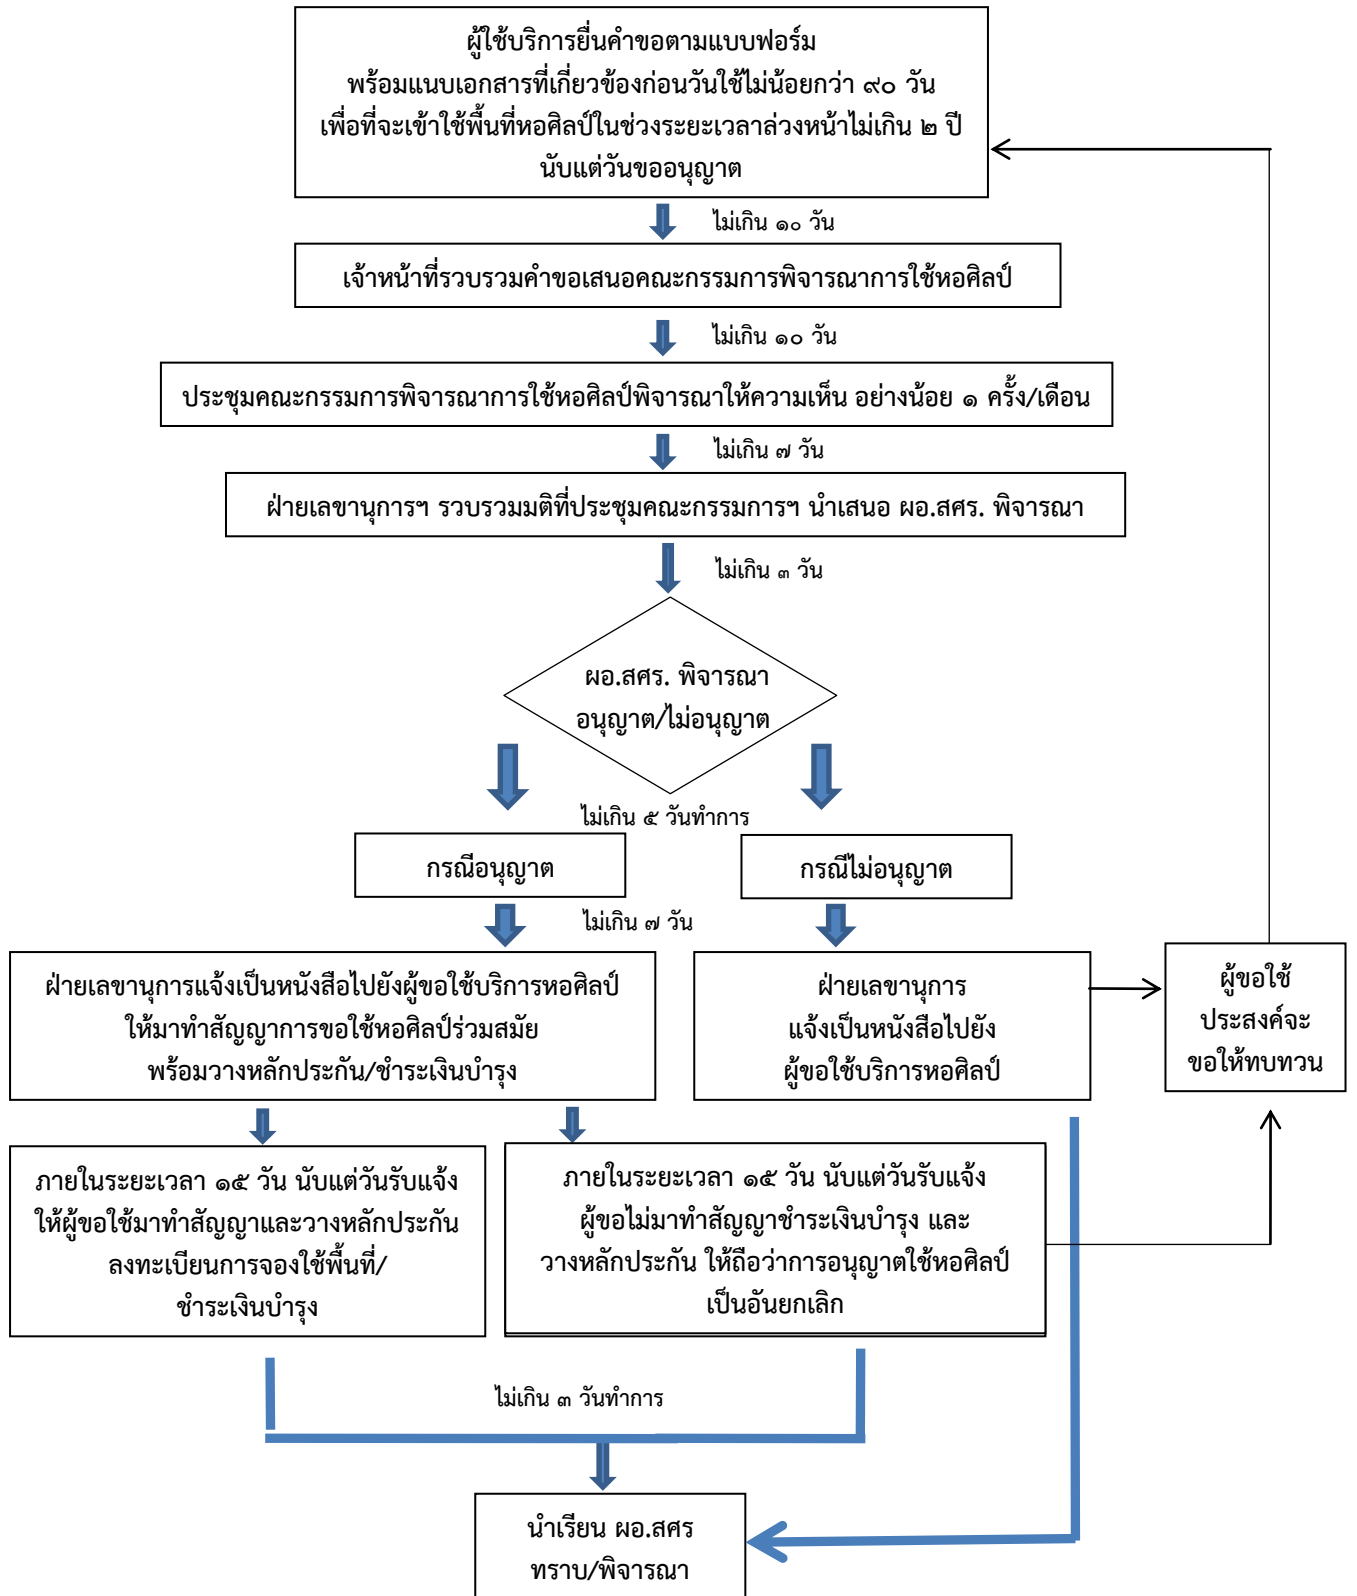 ผู้ใช้บริการยื่นคำขอตามแบบฟอร์ม
พร้อมแนบเอกสารที่เกี่ยวข้องก่อนวันใช้ไม่น้อยกว่า ๙๐ วัน
เพื่อที่จะเข้าใช้พื้นที่หอศิลป์ในช่วงระยะเวลาล่วงหน้าไม่เกิน ๒ ปี
นับแต่วันขออนุญาต
ไม่เกิน ๑๐ วัน
เจ้าหน้าที่รวบรวมคำขอเสนอคณะกรรมการพิจารณาการใช้หอศิลป์
ไม่เกิน ๑๐ วัน
ประชุมคณะกรรมการพิจารณาการใช้หอศิลป์พิจารณาให้ความเห็น อย่างน้อย ๑ ครั้ง/เดือน
ไม่เกิน ๗ วัน
ฝ่ายเลขานุการฯ รวบรวมมติที่ประชุมคณะกรรมการฯ นำเสนอ ผอ.สศร. พิจารณา
ไม่เกิน ๓ วัน
ผอ.สศร. พิจารณา
อนุญาต/ไม่อนุญาต
ไม่เกิน ๕ วันทำการ
กรณีอนุญาต
กรณีไม่อนุญาต
ไม่เกิน ๗ วัน
ฝ่ายเลขานุการแจ้งเป็นหนังสือไปยังผู้ขอใช้บริการหอศิลป์
ให้มาทำสัญญาการขอใช้หอศิลป์ร่วมสมัย
พร้อมวางหลักประกัน/ชำระเงินบำรุง
ฝ่ายเลขานุการ
แจ้งเป็นหนังสือไปยัง
ผู้ขอใช้บริการหอศิลป์
ผู้ขอใช้
ประสงค์จะ
ขอให้ทบทวน
ภายในระยะเวลา ๑๕ วัน นับแต่วันรับแจ้ง
ให้ผู้ขอใช้มาทำสัญญาและวางหลักประกัน
ลงทะเบียนการจองใช้พื้นที่/
ชำระเงินบำรุง
ภายในระยะเวลา ๑๕ วัน นับแต่วันรับแจ้ง
ผู้ขอไม่มาทำสัญญาชำระเงินบำรุง และ
วางหลักประกัน ให้ถือว่าการอนุญาตใช้หอศิลป์
เป็นอันยกเลิก
ไม่เกิน ๓ วันทำการ
นำเรียน ผอ.สศร
ทราบ/พิจารณา